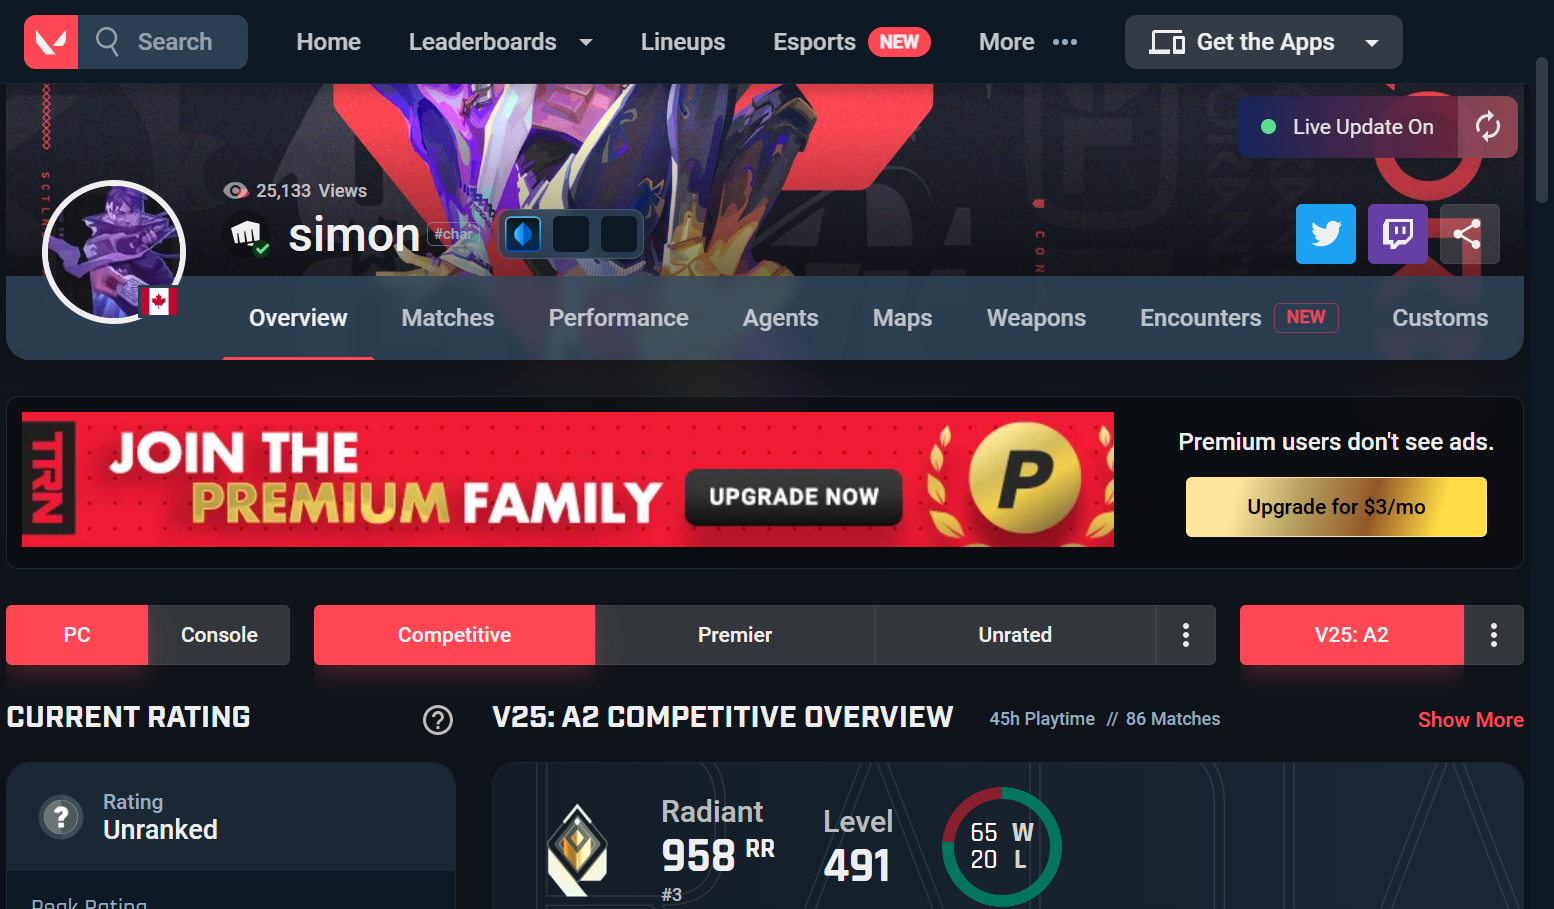 Search
Home
Leaderboards
Lineups
Esports NEW
More
Get the Apps
Live Update On
25,133 Views
simon #char
Overview
Matches
Performance
Agents
Maps
Weapons
Encounters NEW
Customs
TRN
JOIN THE
PREMIUM FAMILY
UPGRADE NOW
P
Premium users don't see ads.
Upgrade for $3/mo
PC
Console
Competitive
Premier
Unrated
V25: A2
CURRENT RATING
?
V25: A2 COMPETITIVE OVERVIEW
45h Playtime // 86 Matches
Show More
?
Rating
Unranked
Peak Rating
Radiant
958 RR
#3
Level
491
65 W
20 L